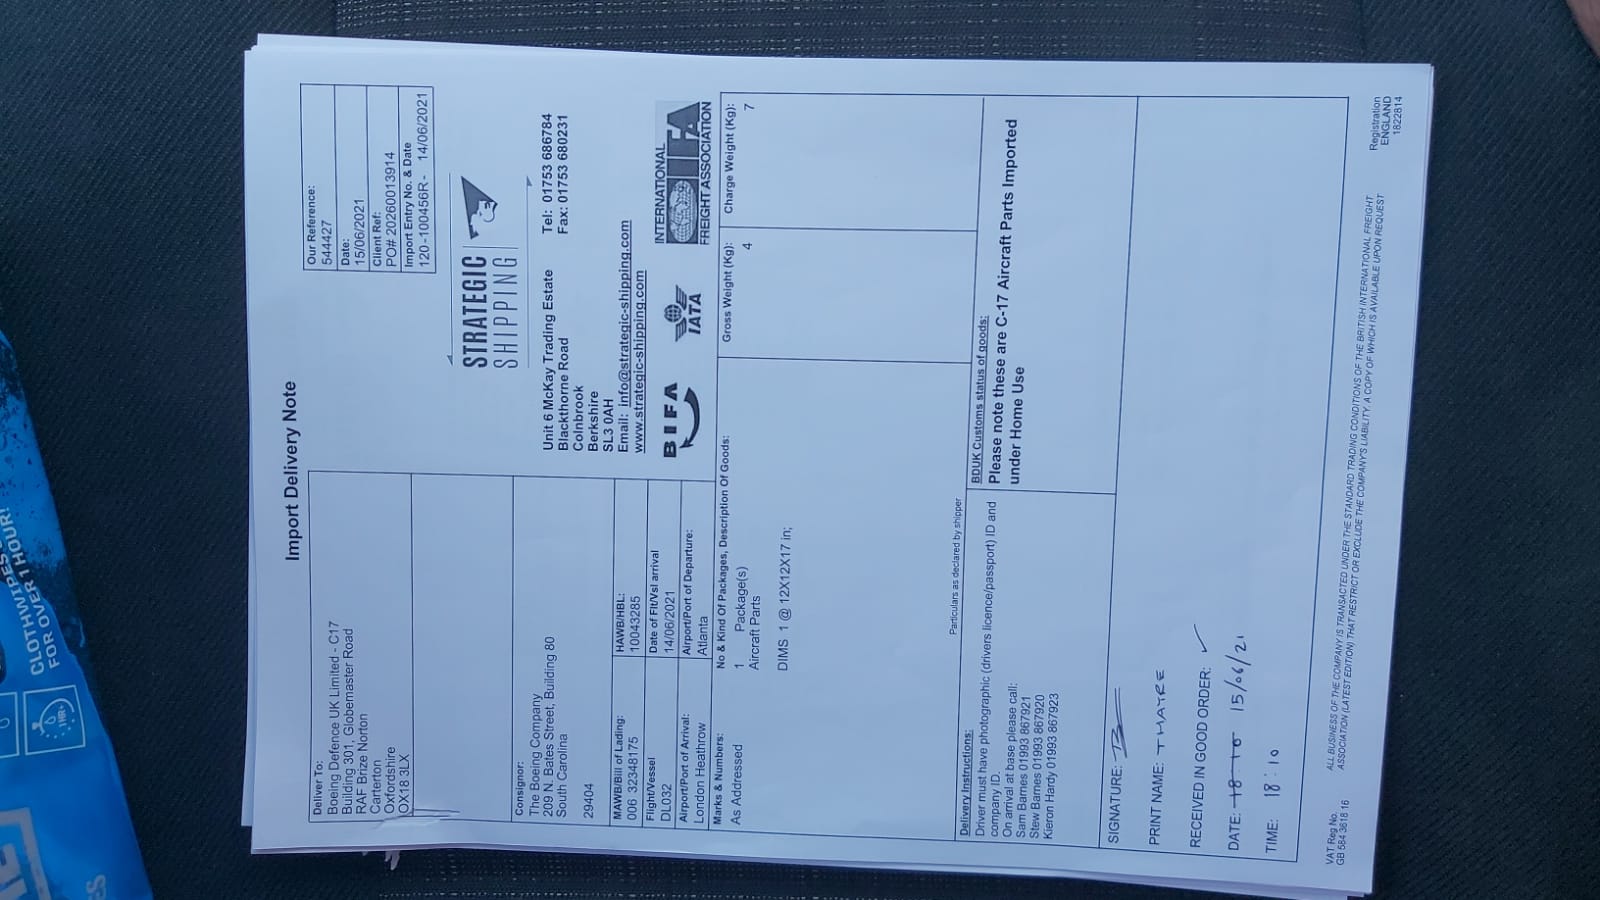 Import Delivery Note
Deliver To:
Boeing Defence UK Limited - C17
Building 301, Globemaster Road
RAF Brize Norton
Carterton
Oxfordshire
OX18 3LX
Our Reference:
544427
Date:
15/06/2021
Client Ref:
PO# 20260013914
Import Entry No. & Date
120 -100456R - 14/06/2021
STRATEGIC
SHIPPING
Consignor:
The Boeing Company
209 N. Bates Street, Building 80
South Carolina
29404
Unit 6 McKay Trading Estate
Blackthorne Road
Colnbrook
Berkshire
SL3 0AH
Tel: 01753 686784
Fax: 01753 680231
Email: info@strategic-shipping.com
www.strategic-shipping.com
MAWB/Bill of Lading:
006 32348175
HAWB/HBL:
10043285
Flight/Vessel
DL032
Date of Flt/Vsl arrival
14/06/2021
Airport/Port of Arrival:
London Heathrow
Airport/Port of Departure:
Atlanta
BIFA
IATA
INTERNATIONAL
IFA
FREIGHT ASSOCIATION
Marks & Numbers:
As Addressed
No & Kind Of Packages, Description Of Goods:
1 Package(s)
Aircraft Parts
DIMS 1 @ 12X12X17 in;
Gross Weight (Kg):
4
Charge Weight (Kg):
7
Particulars as declared by shipper
Delivery Instructions:
Driver must have photographic (drivers licence/passport) ID and
company ID.
On arrival at base please call:
Sam Barnes 01993 867921
Stew Barnes 01993 867920
Kieron Hardy 01993 867923
BDUK Customs status of goods:
Please note these are C-17 Aircraft Parts Imported
under Home Use
SIGNATURE:
PRINT NAME: THAYRE
RECEIVED IN GOOD ORDER: ✓
DATE: 18:10 15/06/21
TIME: 18:10
VAT Reg No.
GB 584 3618 16
ALL BUSINESS OF THE COMPANY IS TRANSACTED UNDER THE STANDARD TRADING CONDITIONS OF THE BRITISH INTERNATIONAL FREIGHT
ASSOCIATION (LATEST EDITION) THAT RESTRICT OR EXCLUDE THE COMPANY'S LIABILITY. A COPY OF WHICH IS AVAILABLE UPON REQUEST
Registration
ENGLAND
1822814
CLOTHWIPES
FOR OVER 1 HOUR!
1HR+